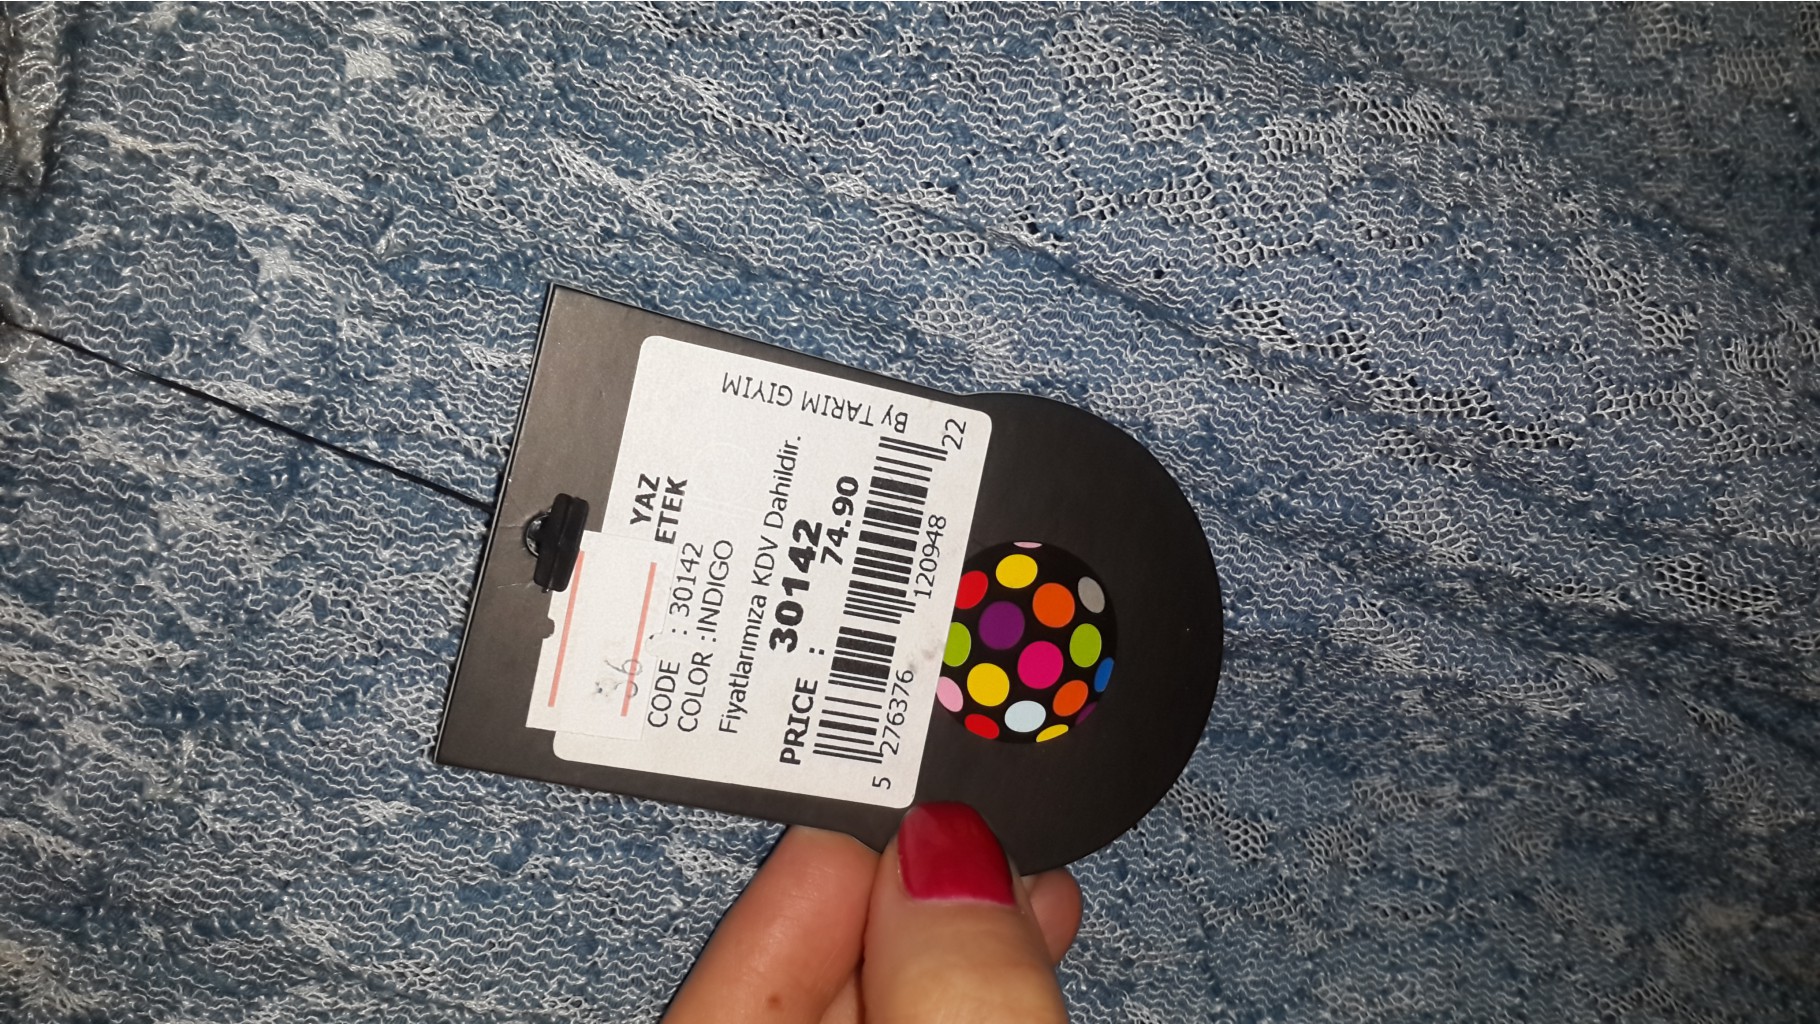 YAZ
ETEK
CODE : 30142
COLOR :INDIGO
Fiyatlarımıza KDV Dahildir.
30142
PRICE : 74.90
5 276376 120948 22
By TARIM GIYIM